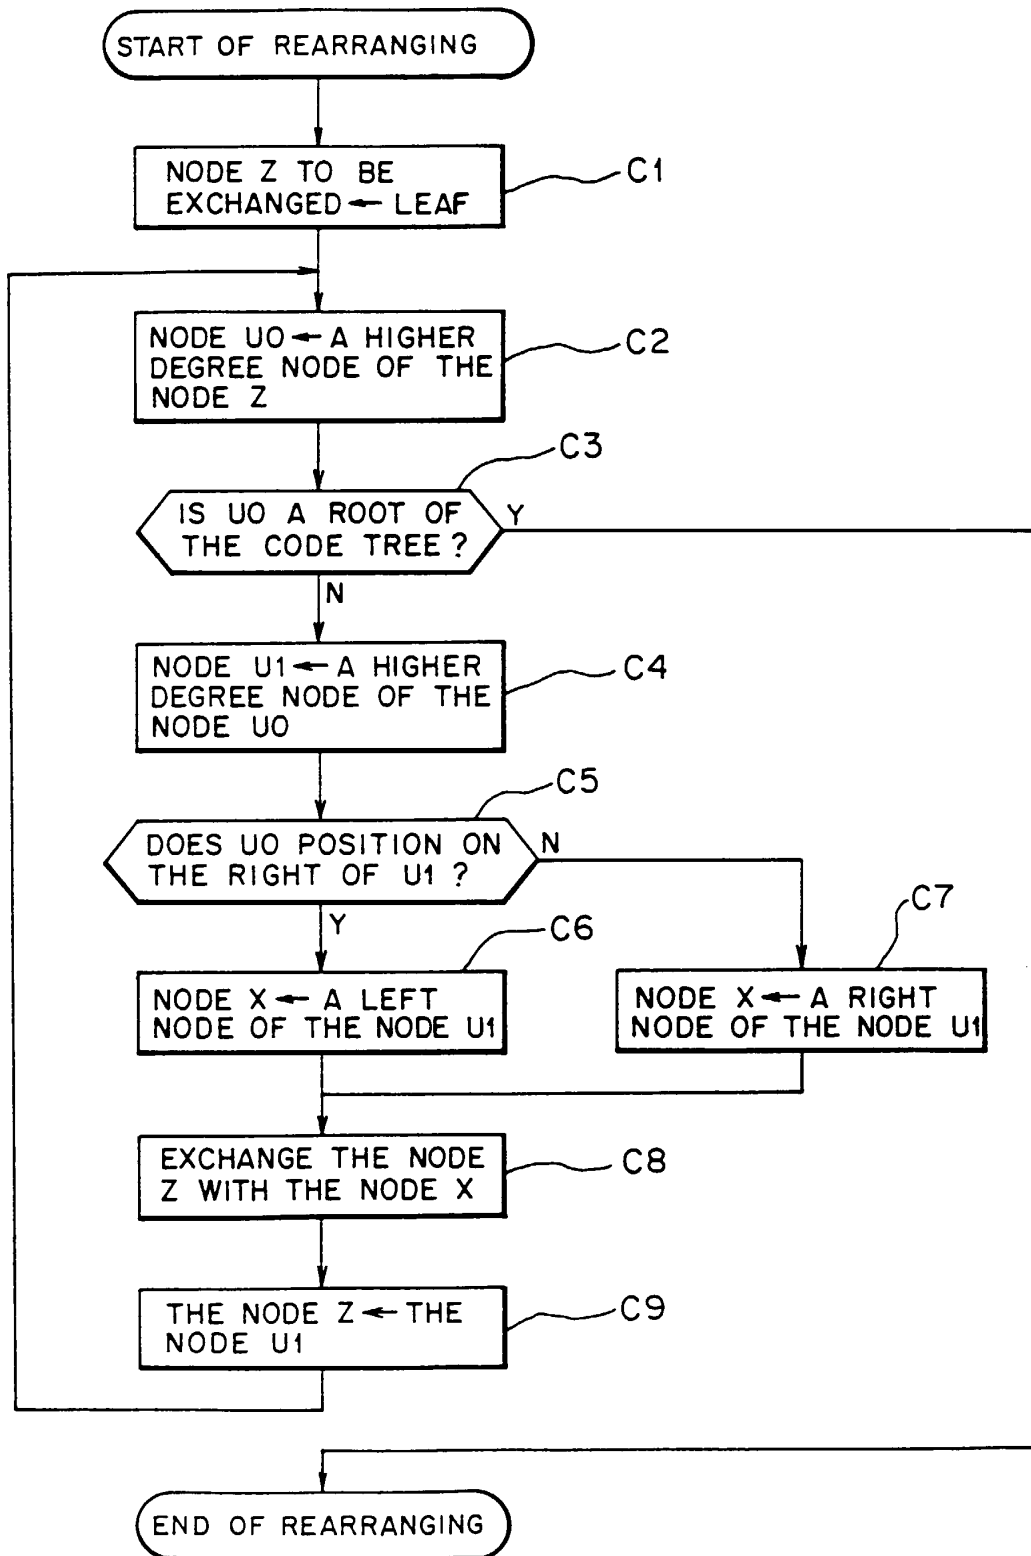 START OF REARRANGING
NODE Z TO BE
EXCHANGED ← LEAF
C1
NODE U0 ← A HIGHER
DEGREE NODE OF THE
NODE Z
C2
C3
IS U0 A ROOT OF
THE CODE TREE?
Y
N
NODE U1 ← A HIGHER
DEGREE NODE OF THE
NODE U0
C4
C5
DOES U0 POSITION ON
THE RIGHT OF U1 ?
N
Y
C6
C7
NODE X ← A LEFT
NODE OF THE NODE U1
NODE X ← A RIGHT
NODE OF THE NODE U1
EXCHANGE THE NODE
Z WITH THE NODE X
C8
THE NODE Z ← THE
NODE U1
C9
END OF REARRANGING